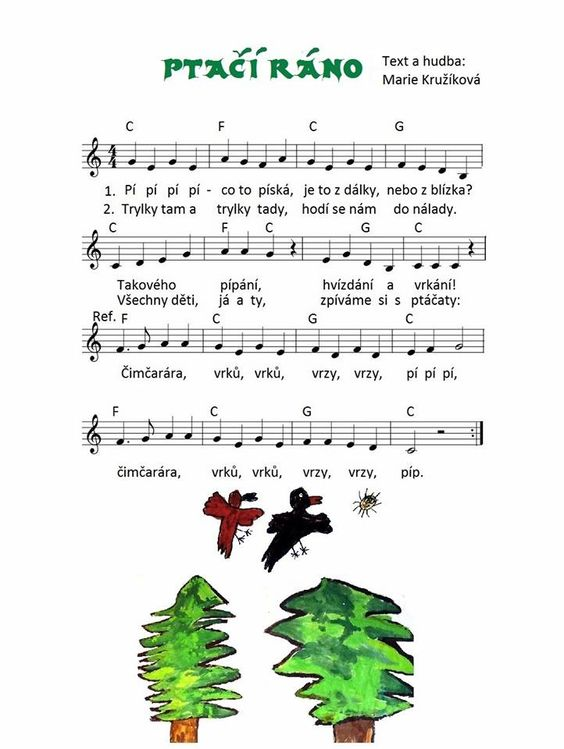 PTAČÍ RÁNO
Text a hudba:
Marie Kružíková
C F C G
4
4
1. Pí pí pí pí - co to píská, je to z dálky, nebo z blízka?
2. Trylky tam a trylky tady, hodí se nám do nálady.
C F C G C
Takového pípání, hvízdání a vrkání!
Všechny děti, já a ty, zpíváme si s ptáčaty:
Ref. F C G C
Čimčarára, vrků, vrků, vrzy, vrzy, pí pí pí,
F C G C
čimčarára, vrků, vrků, vrzy, vrzy, píp.